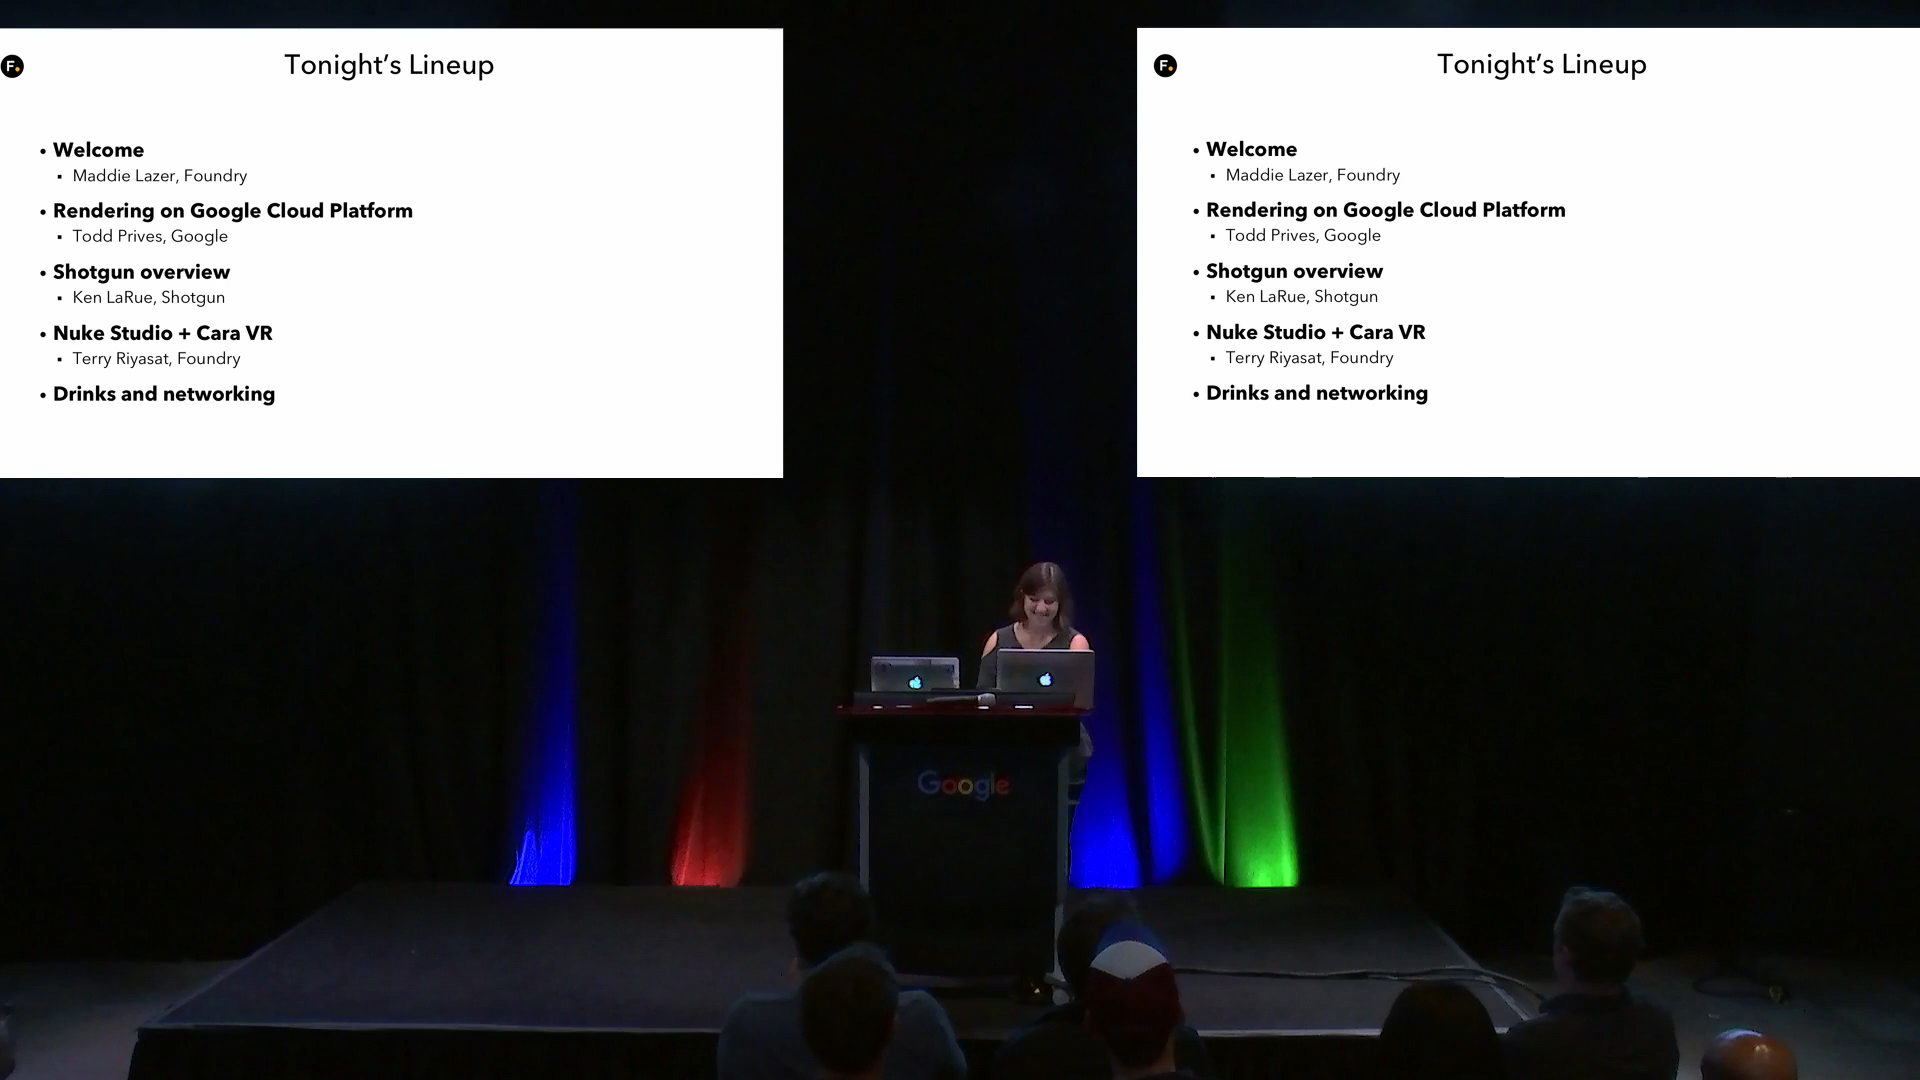 F.
Tonight's Lineup
• Welcome
▪ Maddie Lazer, Foundry
• Rendering on Google Cloud Platform
▪ Todd Prives, Google
• Shotgun overview
▪ Ken LaRue, Shotgun
• Nuke Studio + Cara VR
▪ Terry Riyasat, Foundry
• Drinks and networking
F.
Tonight's Lineup
• Welcome
▪ Maddie Lazer, Foundry
• Rendering on Google Cloud Platform
▪ Todd Prives, Google
• Shotgun overview
▪ Ken LaRue, Shotgun
• Nuke Studio + Cara VR
▪ Terry Riyasat, Foundry
• Drinks and networking
Google